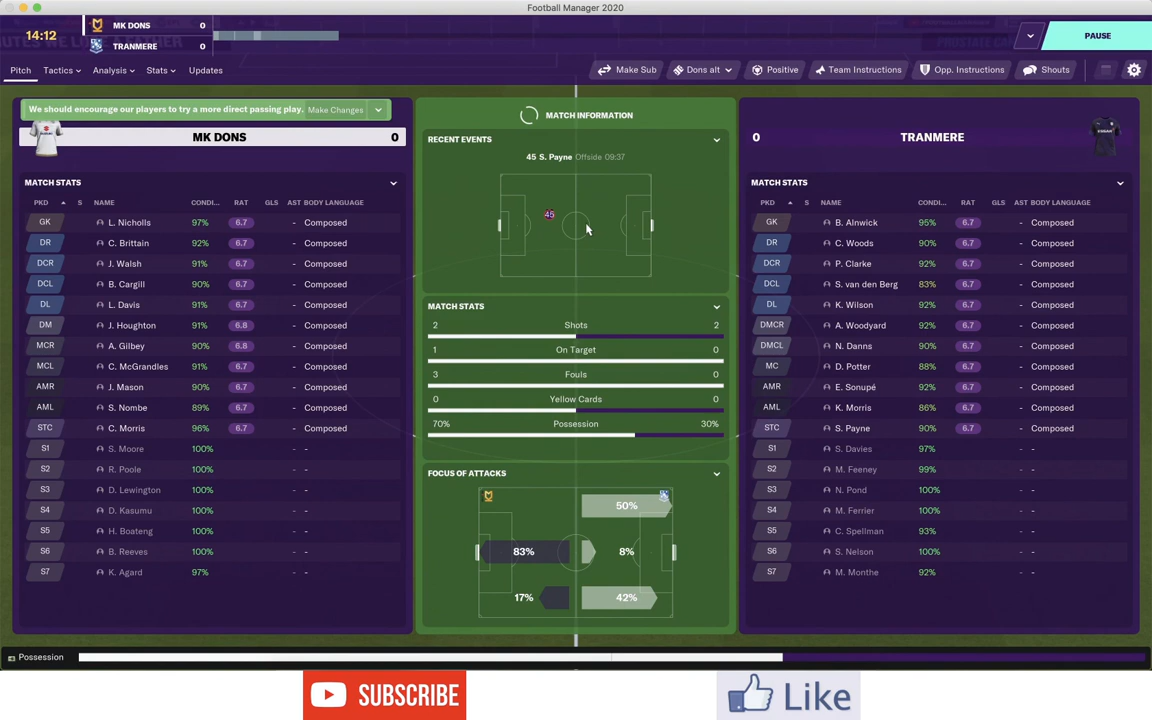 Football Manager 2020
14:12
MK DONS 0
TRANMERE 0
PAUSE
Pitch Tactics Analysis Stats Updates
Make Sub Dons alt Positive Team Instructions Opp. Instructions Shouts
We should encourage our players to try a more direct passing play. Make Changes
MK DONS 0
MATCH STATS
PKD S NAME CONDI... RAT GLS AST BODY LANGUAGE
GK L. Nicholls 97% 6.7 - Composed
DR C. Brittain 92% 6.7 - Composed
DCR J. Walsh 91% 6.7 - Composed
DCL B. Cargill 90% 6.7 - Composed
DL L. Davis 91% 6.7 - Composed
DM J. Houghton 91% 6.8 - Composed
MCR A. Gilbey 90% 6.8 - Composed
MCL C. McGrandles 91% 6.7 - Composed
AMR J. Mason 90% 6.7 - Composed
AML S. Nombe 89% 6.7 - Composed
STC C. Morris 96% 6.7 - Composed
S1 S. Moore 100% - -
S2 R. Poole 100% - -
S3 D. Lewington 100% - -
S4 D. Kasumu 100% - -
S5 H. Boateng 100% - -
S6 B. Reeves 100% - -
S7 K. Agard 97% - -
MATCH INFORMATION
RECENT EVENTS
45 S. Payne Offside 09:37
45
MATCH STATS
2 Shots 2
1 On Target 0
3 Fouls 0
0 Yellow Cards 0
70% Possession 30%
FOCUS OF ATTACKS
50%
83% 8%
17% 42%
0 TRANMERE
MATCH STATS
PKD S NAME CONDI... RAT GLS AST BODY LANGUAGE
GK B. Alnwick 95% 6.7 - Composed
DR C. Woods 90% 6.7 - Composed
DCR P. Clarke 92% 6.7 - Composed
DCL S. van den Berg 83% 6.7 - Composed
DL K. Wilson 92% 6.7 - Composed
DMCR A. Woodyard 92% 6.7 - Composed
DMCL N. Danns 90% 6.7 - Composed
MC D. Potter 88% 6.7 - Composed
AMR E. Sonupé 92% 6.7 - Composed
AML K. Morris 86% 6.7 - Composed
STC S. Payne 90% 6.7 - Composed
S1 S. Davies 97% - -
S2 M. Feeney 99% - -
S3 N. Pond 100% - -
S4 M. Ferrier 100% - -
S5 C. Spellman 93% - -
S6 S. Nelson 100% - -
S7 M. Monthe 92% - -
Possession
SUBSCRIBE
Like